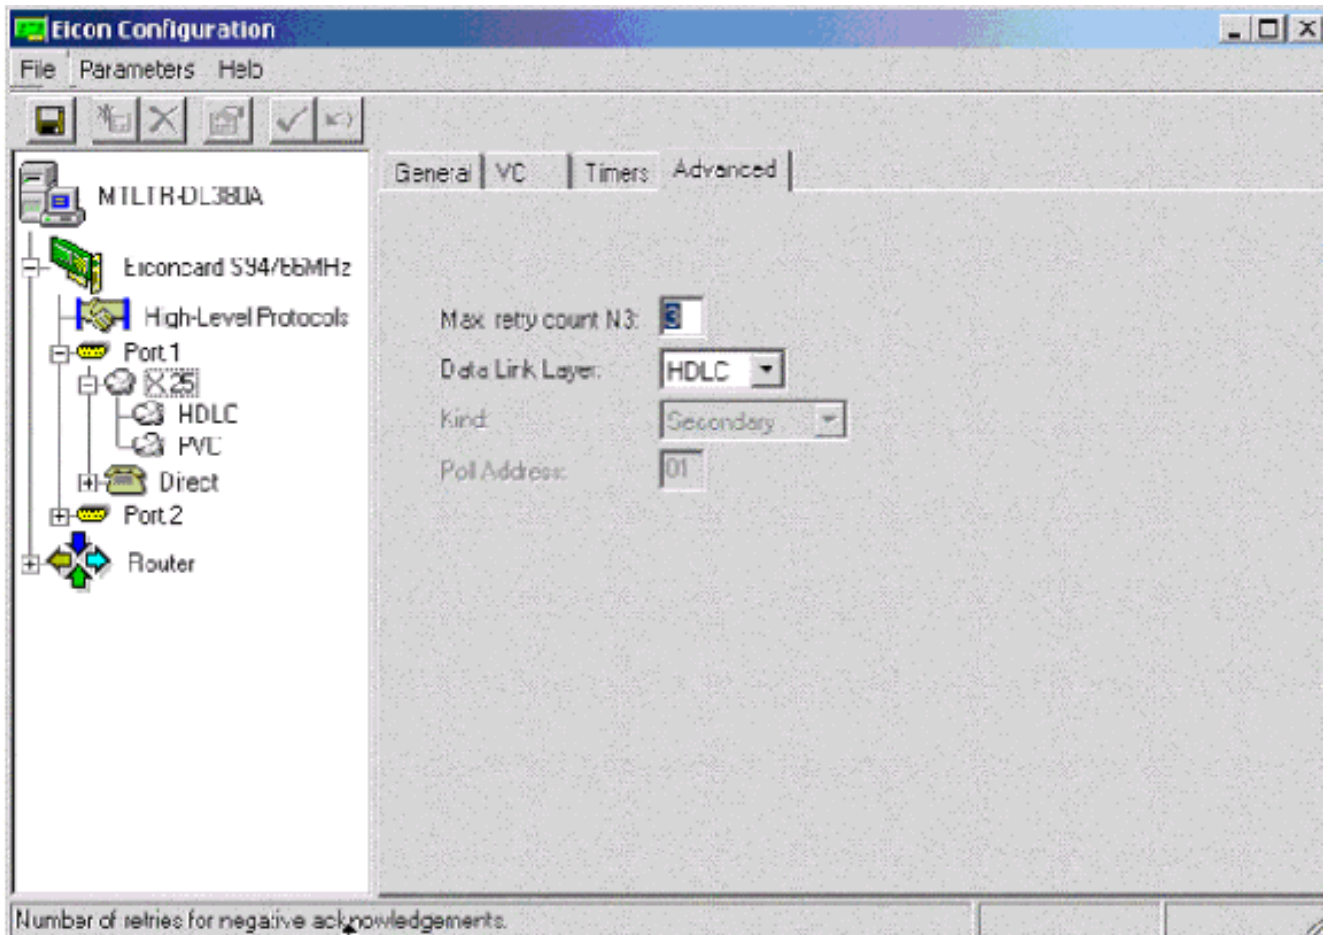 Eicon Configuration
File Parameters Help
MTLTR-DL380A
Eiconcard S94/66MHz
High-Level Protocols
Port 1
X.25
HDLC
PVC
Direct
Port 2
Router
General VC Timers Advanced
Max. retry count N3: 3
Data Link Layer: HDLC
Kind: Secondary
Poll Address: 01
Number of retries for negative acknowledgements.